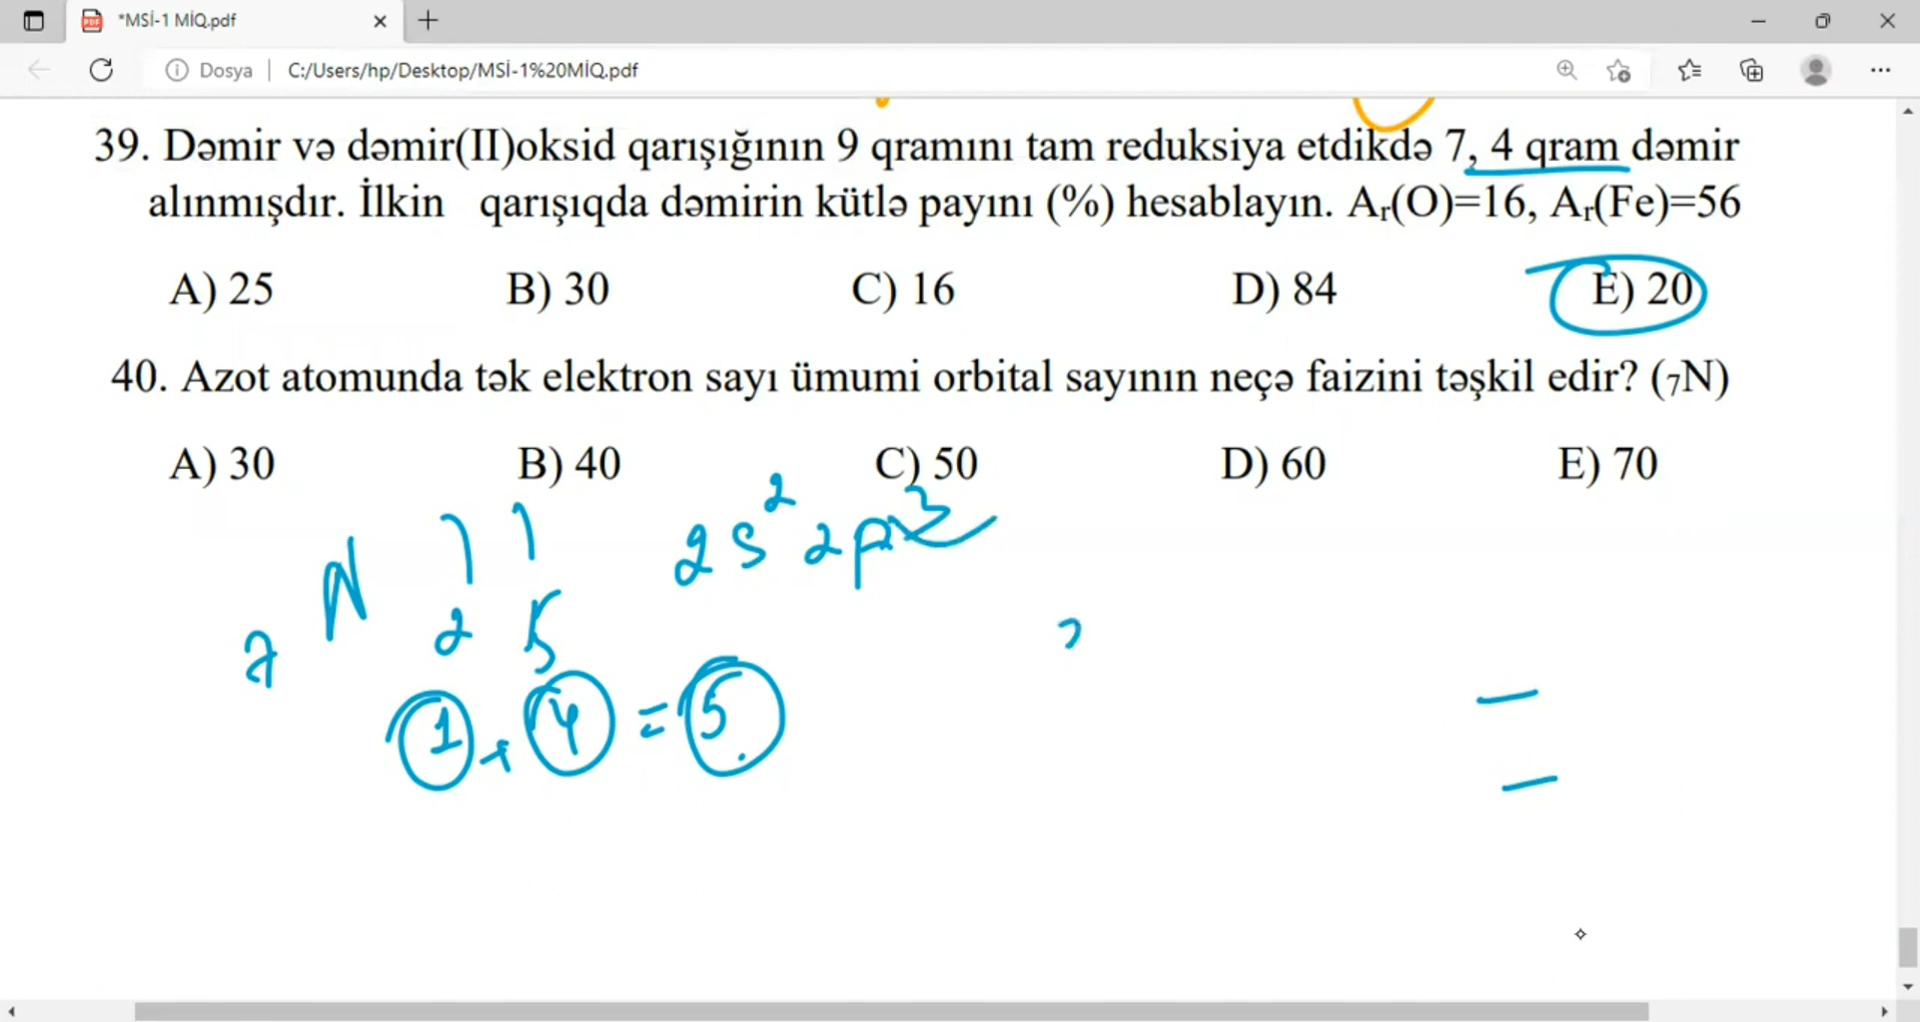 *MSİ-1 MİQ.pdf
Dosya | C:/Users/hp/Desktop/MSİ-1%20MİQ.pdf
39. Dəmir və dəmir(II)oksid qarışığının 9 qramını tam reduksiya etdikdə 7, 4 qram dəmir
alınmışdır. İlkin qarışıqda dəmirin kütlə payını (%) hesablayın. Ar(O)=16, Ar(Fe)=56
A) 25 B) 30 C) 16 D) 84 E) 20
40. Azot atomunda tək elektron sayı ümumi orbital sayının neçə faizini təşkil edir? (₇N)
A) 30 B) 40 C) 50 D) 60 E) 70
7 N ) ) 2s² 2p³
2 5
1 + 4 = 5